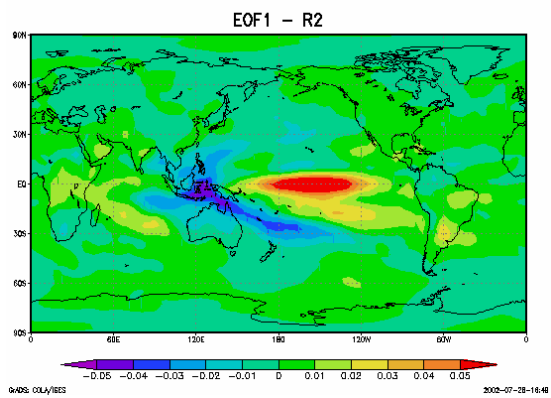 EOF1 - R2
90N
60N
30N
EQ
30S
60S
90S
0 60E 120E 180 120W 60W 0
-0.05 -0.04 -0.03 -0.02 -0.01 0 0.01 0.02 0.03 0.04 0.05
GrADS: COLA/IGES 2002-07-28-16:49